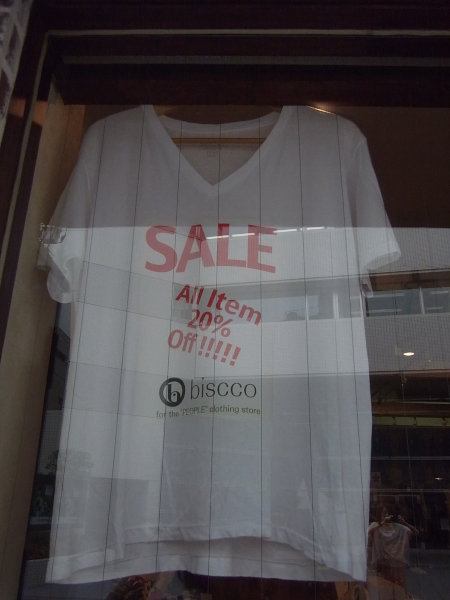 SALE
All Item
20%
Off!!!!!
b biscco
for the "PEOPLE" clothing store